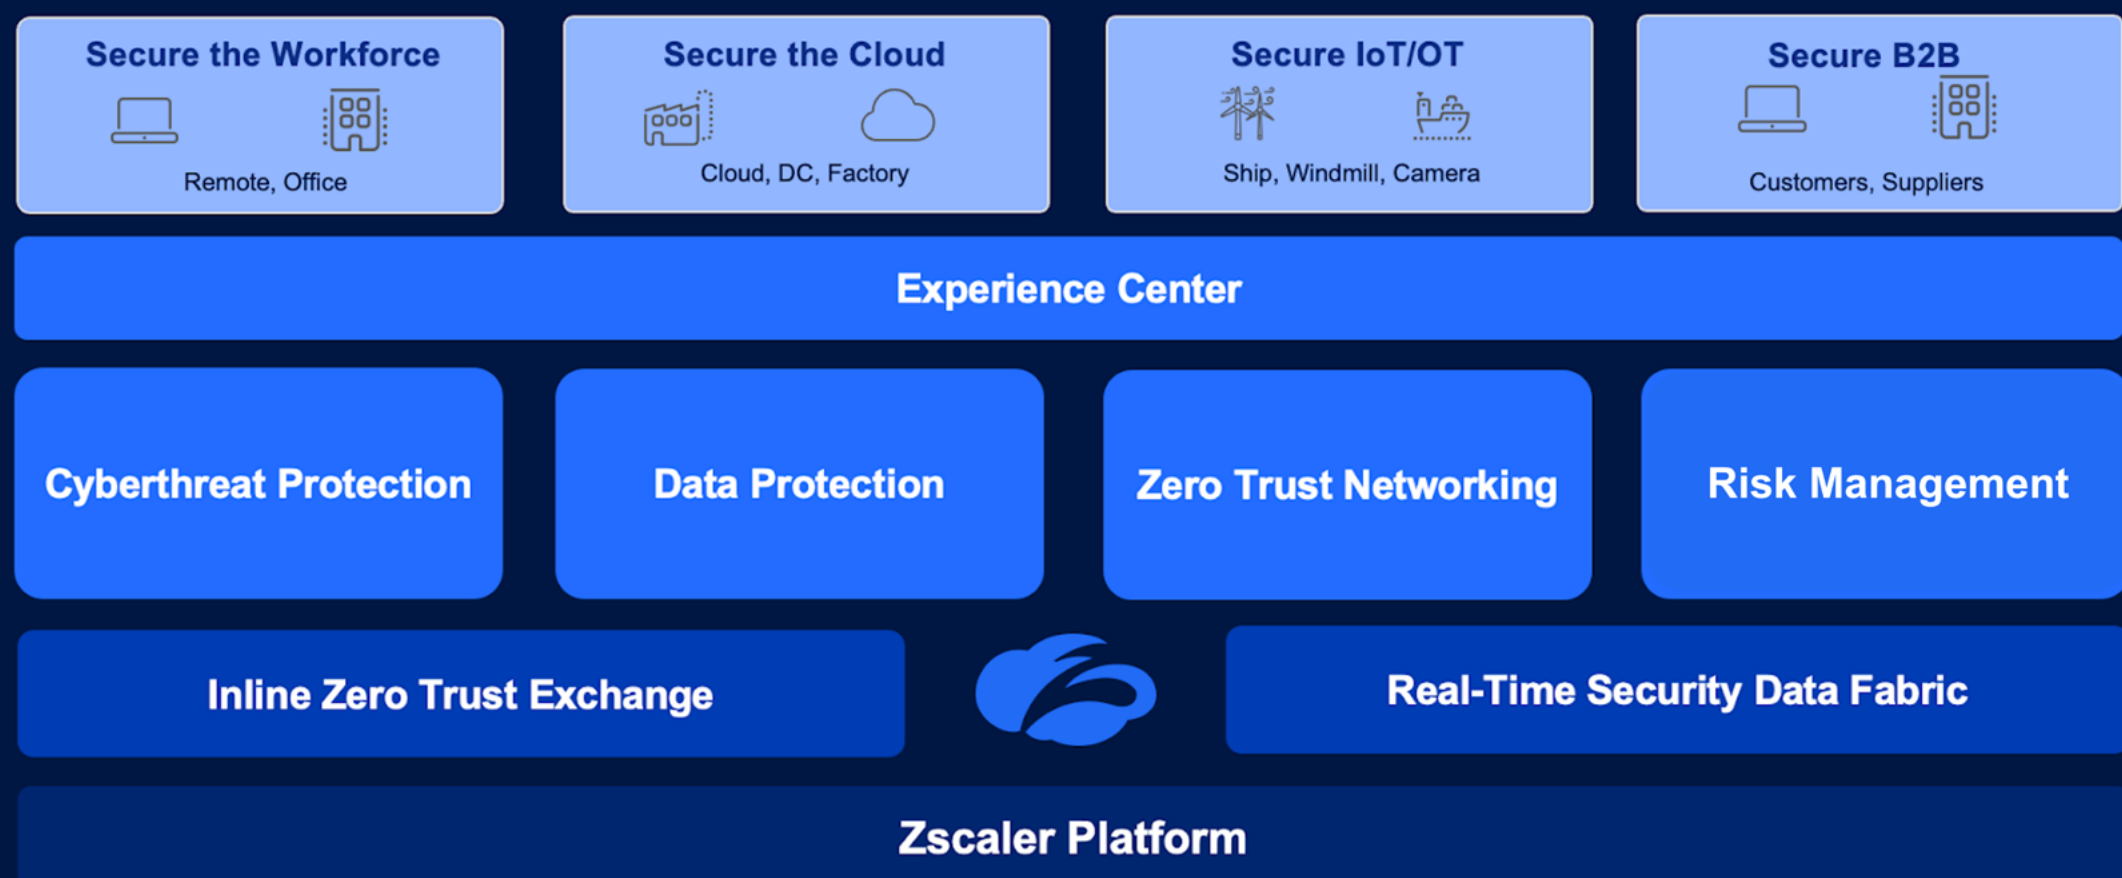 Secure the Workforce
Remote, Office
Secure the Cloud
Cloud, DC, Factory
Secure IoT/OT
Ship, Windmill, Camera
Secure B2B
Customers, Suppliers
Experience Center
Cyberthreat Protection
Data Protection
Zero Trust Networking
Risk Management
Inline Zero Trust Exchange
Real-Time Security Data Fabric
Zscaler Platform